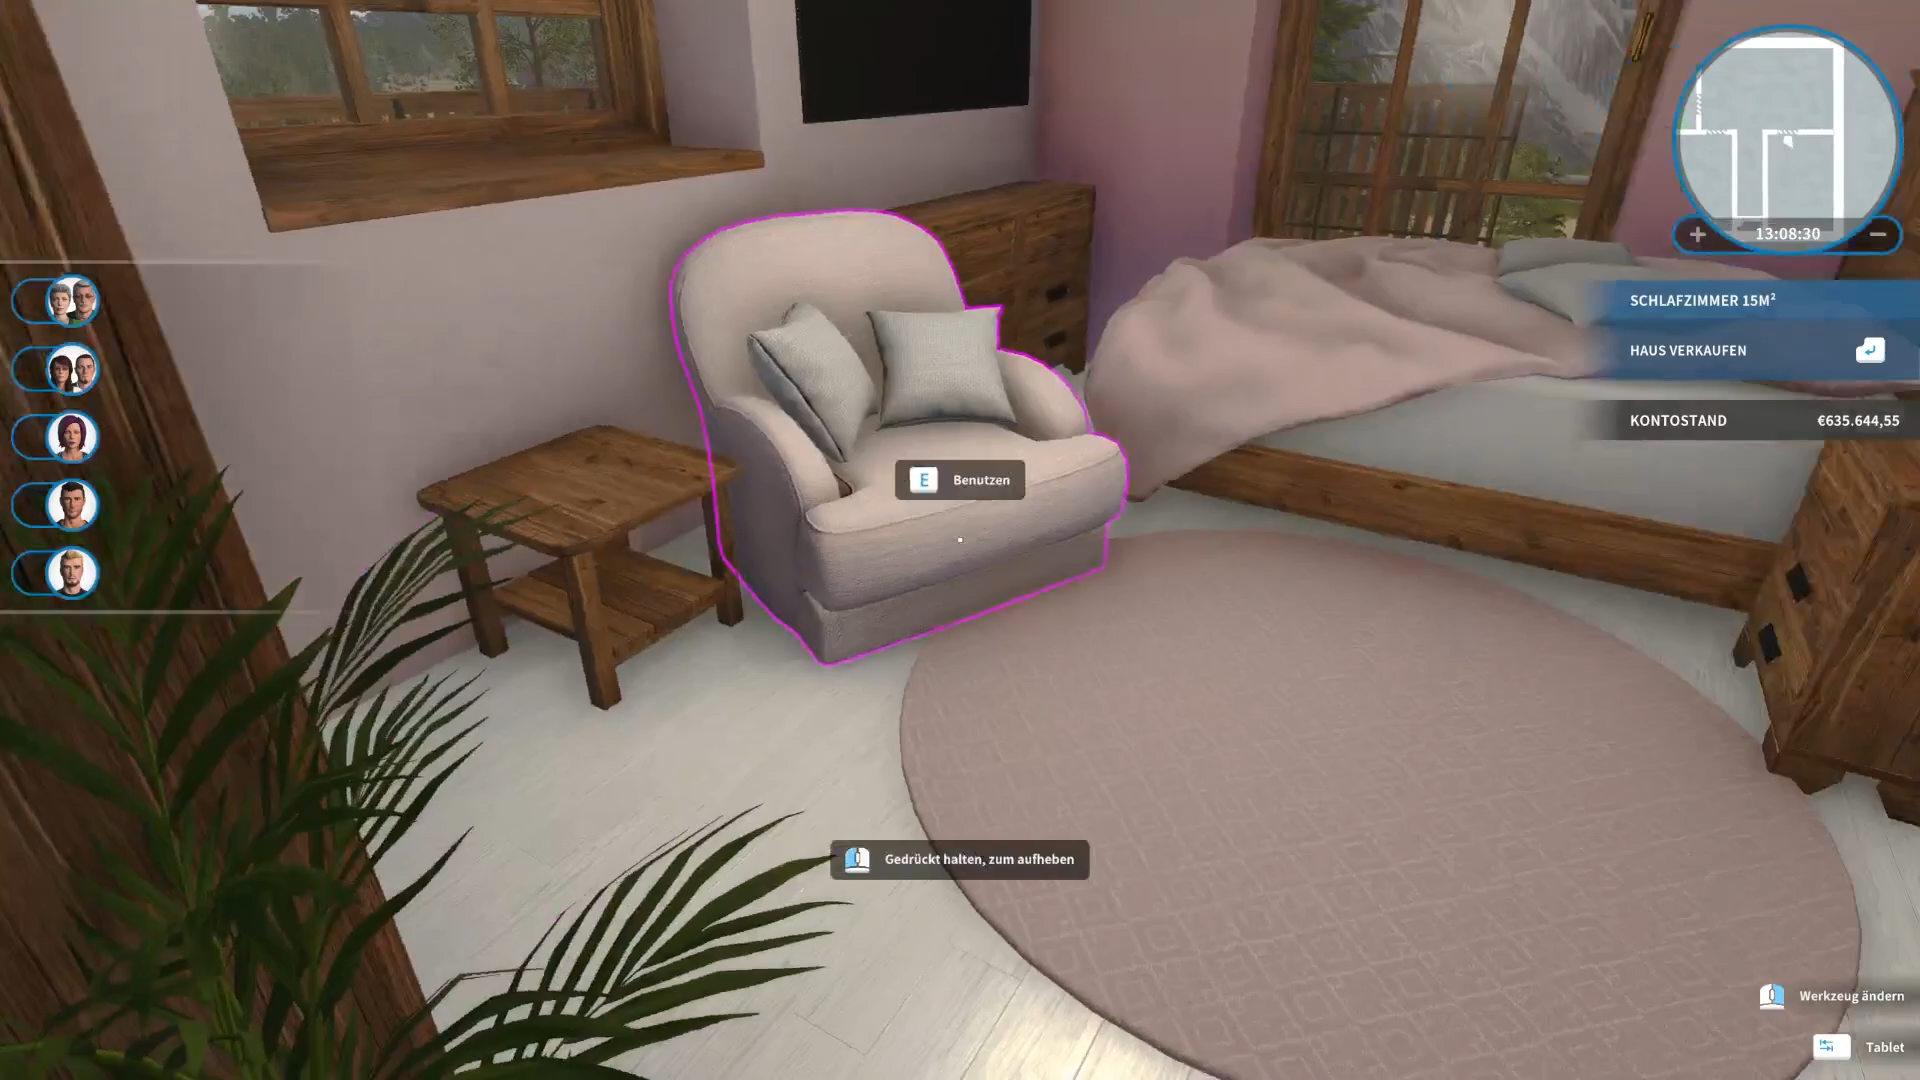 13:08:30
SCHLAFZIMMER 15M²
HAUS VERKAUFEN
KONTOSTAND €635.644,55
E Benutzen
Gedrückt halten, zum aufheben
Werkzeug ändern
Tablet